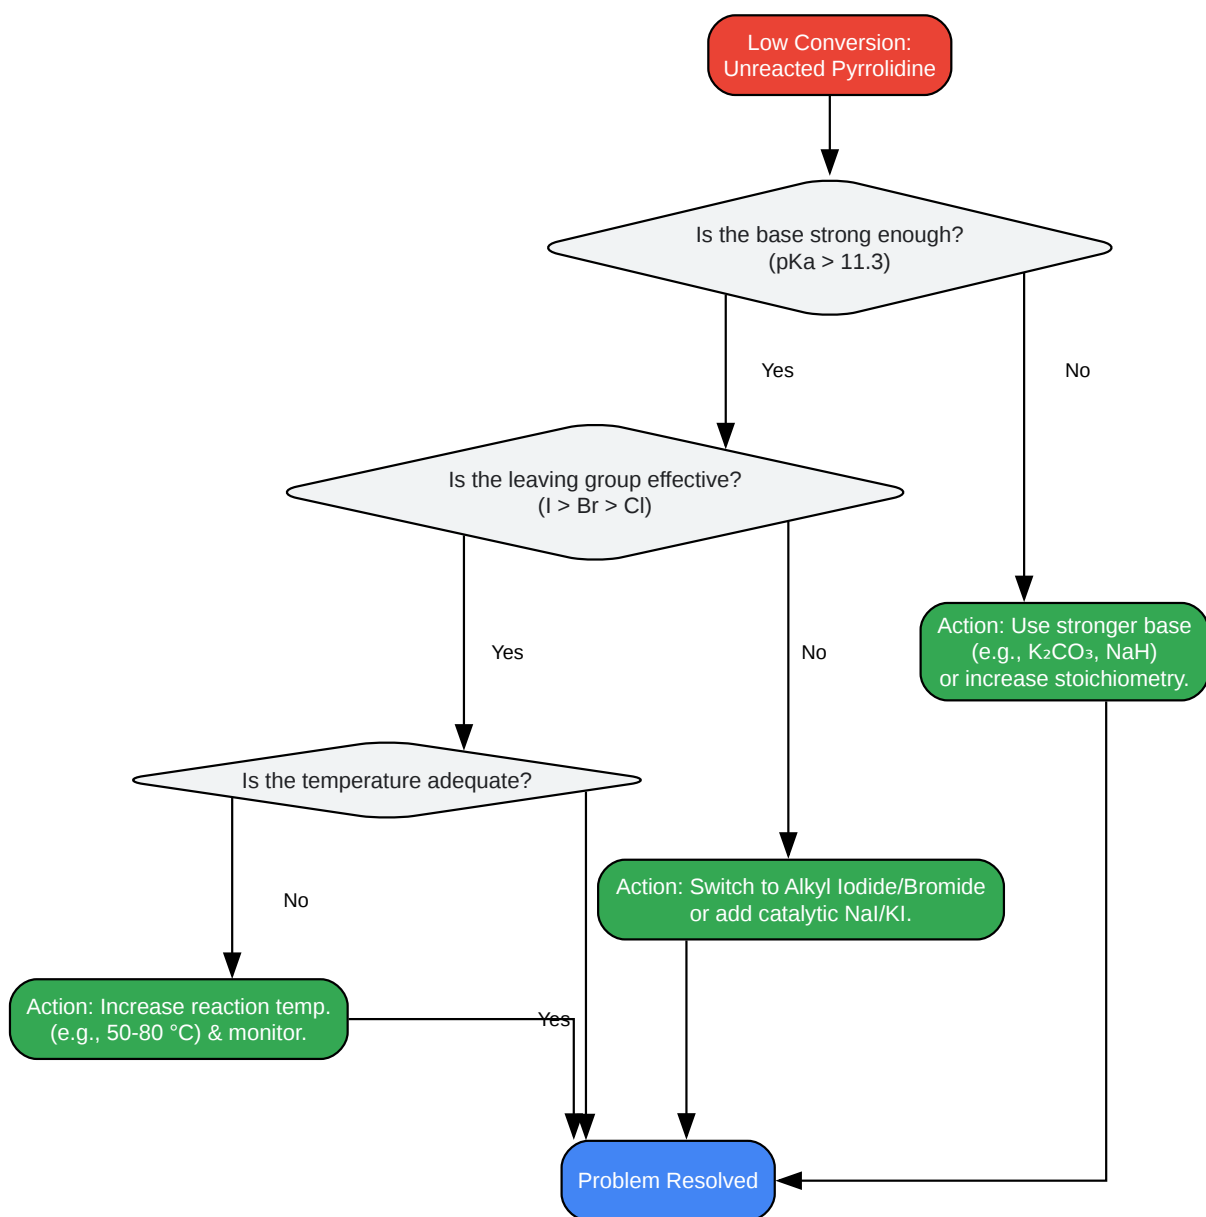 Low Conversion:
Unreacted Pyrrolidine
Is the base strong enough?
(pKa > 11.3)
Yes
No
Is the leaving group effective?
(I > Br > Cl)
Action: Use stronger base
(e.g., K₂CO₃, NaH)
or increase stoichiometry.
Yes
No
Is the temperature adequate?
Action: Switch to Alkyl Iodide/Bromide
or add catalytic NaI/KI.
No
Action: Increase reaction temp.
(e.g., 50-80 °C) & monitor.
Yes
Problem Resolved